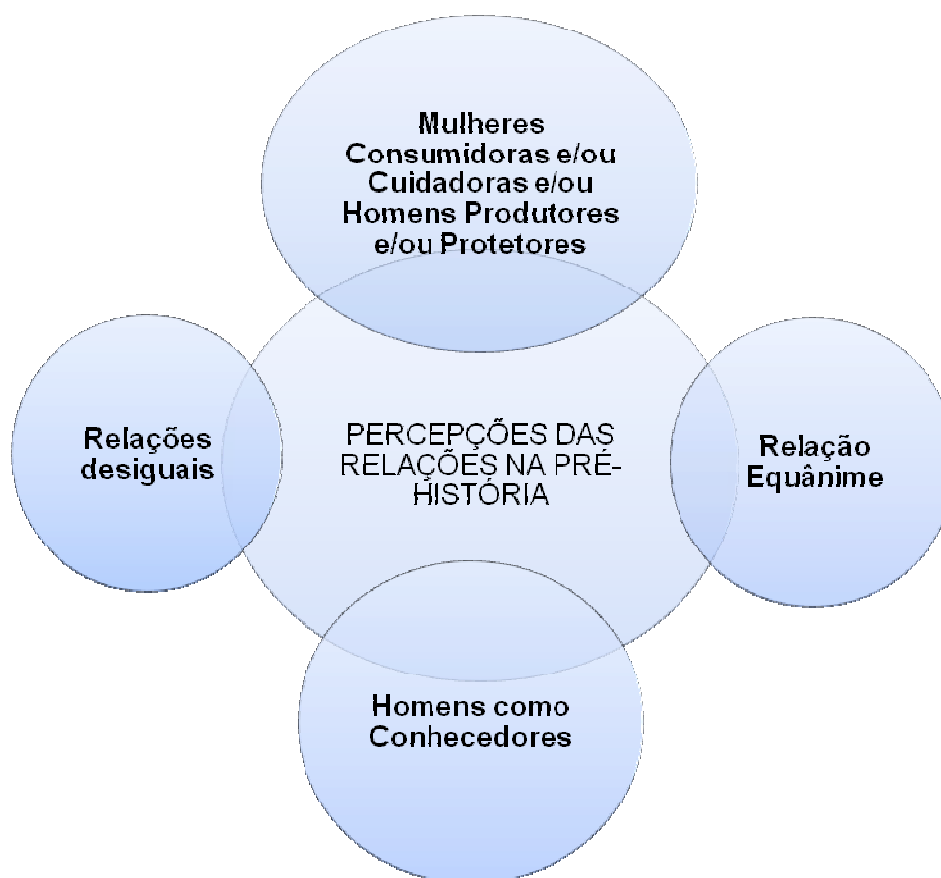 Mulheres
Consumidoras e/ou
Cuidadoras e/ou
Homens Produtores
e/ou Protetores
Relações
desiguais
PERCEPÇÕES DAS
RELAÇÕES NA PRÉ-
HISTÓRIA
Relação
Equânime
Homens como
Conhecedores